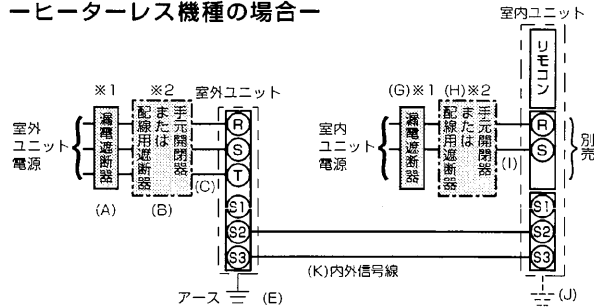 ーヒーターレス機種の場合ー
室内ユニット
リモコン
※1
※2
室外ユニット
(G)※1
(H)※2
室外
ユニット
電源
漏電遮断器
手元開閉器
または
配線用遮断器
R
S
T
S1
S2
S3
(A)
(B)
(C)
室内
ユニット
電源
漏電遮断器
手元開閉器
または
配線用遮断器
(I)
R
S
別売
S1
S2
S3
(K)内外信号線
アース
(E)
(J)